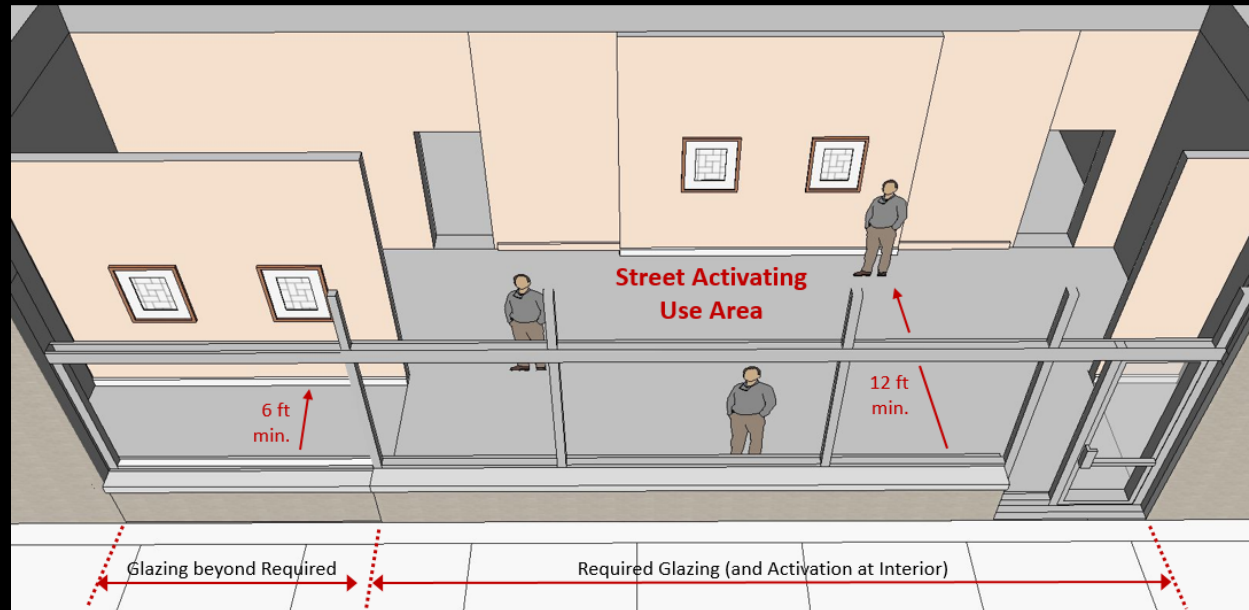 Street Activating
Use Area
6 ft
min.
12 ft
min.
Glazing beyond Required
Required Glazing (and Activation at Interior)